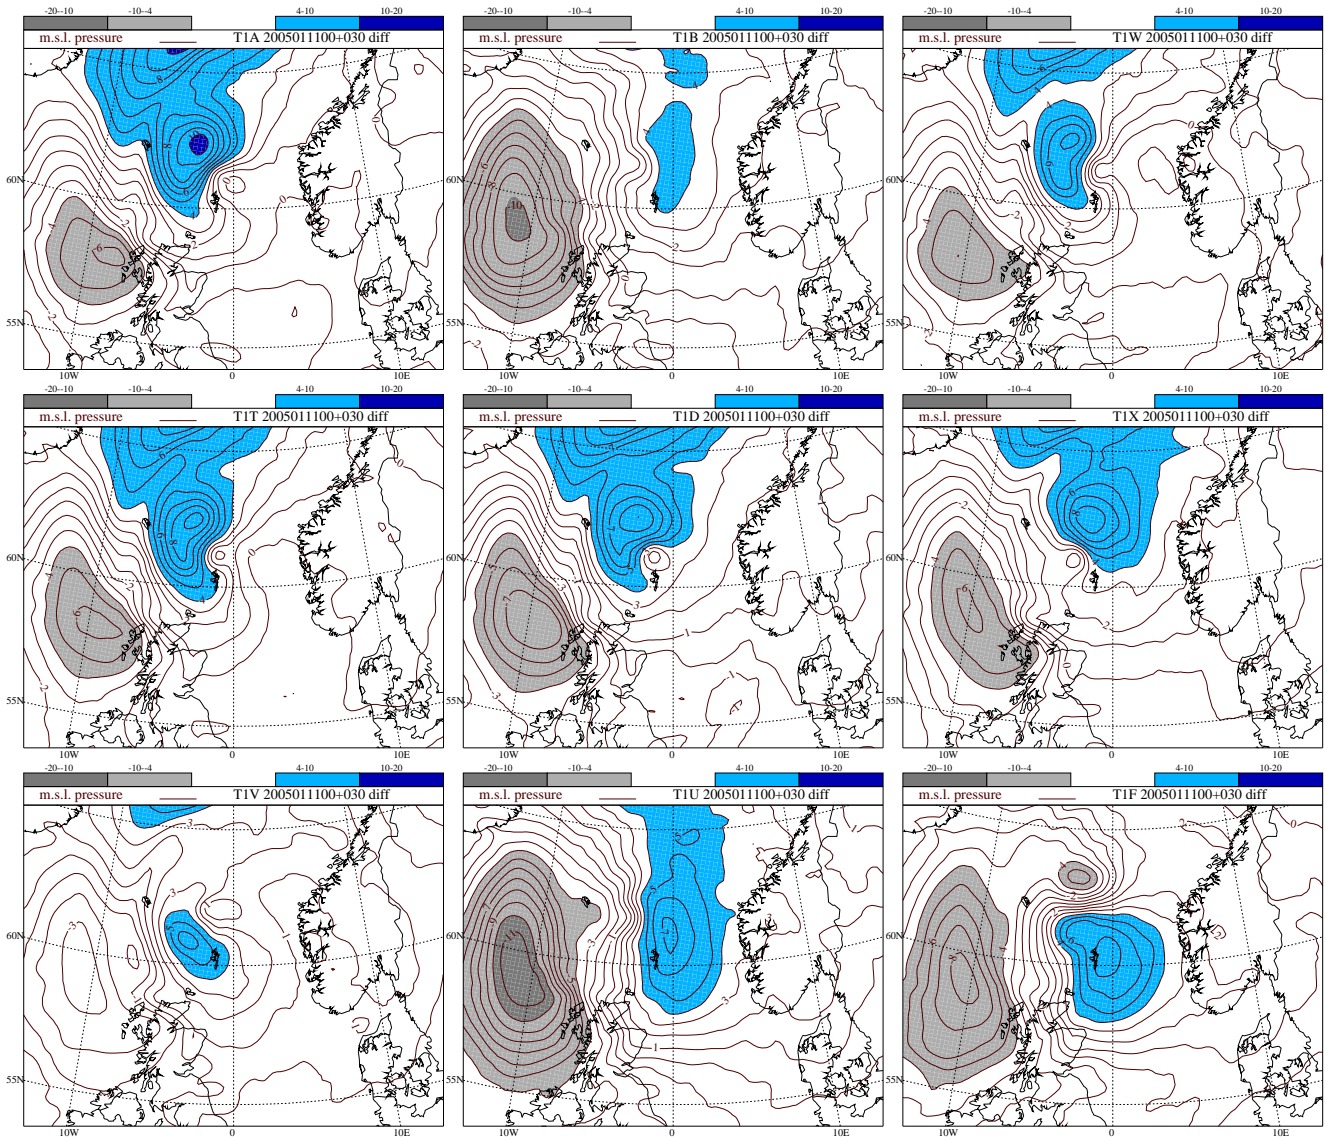 -20--10 -10--4 4-10 10-20
m.s.l. pressure T1A 2005011100+030 diff
-20--10 -10--4 4-10 10-20
m.s.l. pressure T1B 2005011100+030 diff
-20--10 -10--4 4-10 10-20
m.s.l. pressure T1W 2005011100+030 diff
60N 60N 60N
55N 55N 55N
10W 0 10E
10W 0 10E
10W 0 10E
-20--10 -10--4 4-10 10-20
m.s.l. pressure T1T 2005011100+030 diff
-20--10 -10--4 4-10 10-20
m.s.l. pressure T1D 2005011100+030 diff
-20--10 -10--4 4-10 10-20
m.s.l. pressure T1X 2005011100+030 diff
60N 60N 60N
55N 55N 55N
10W 0 10E
10W 0 10E
10W 0 10E
-20--10 -10--4 4-10 10-20
m.s.l. pressure T1V 2005011100+030 diff
-20--10 -10--4 4-10 10-20
m.s.l. pressure T1U 2005011100+030 diff
-20--10 -10--4 4-10 10-20
m.s.l. pressure T1F 2005011100+030 diff
60N 60N 60N
55N 55N 55N
10W 0 10E
10W 0 10E
10W 0 10E